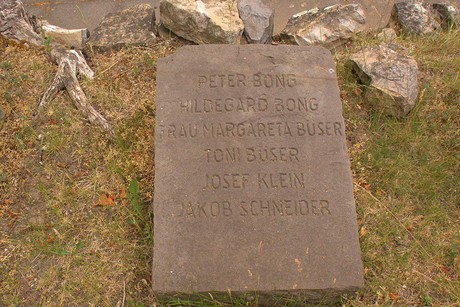 PETER BONG
HILDEGARD BONG
FRAU MARGARETA BÜSER
TONI BÜSER
JOSEF KLEIN
JAKOB SCHNEIDER